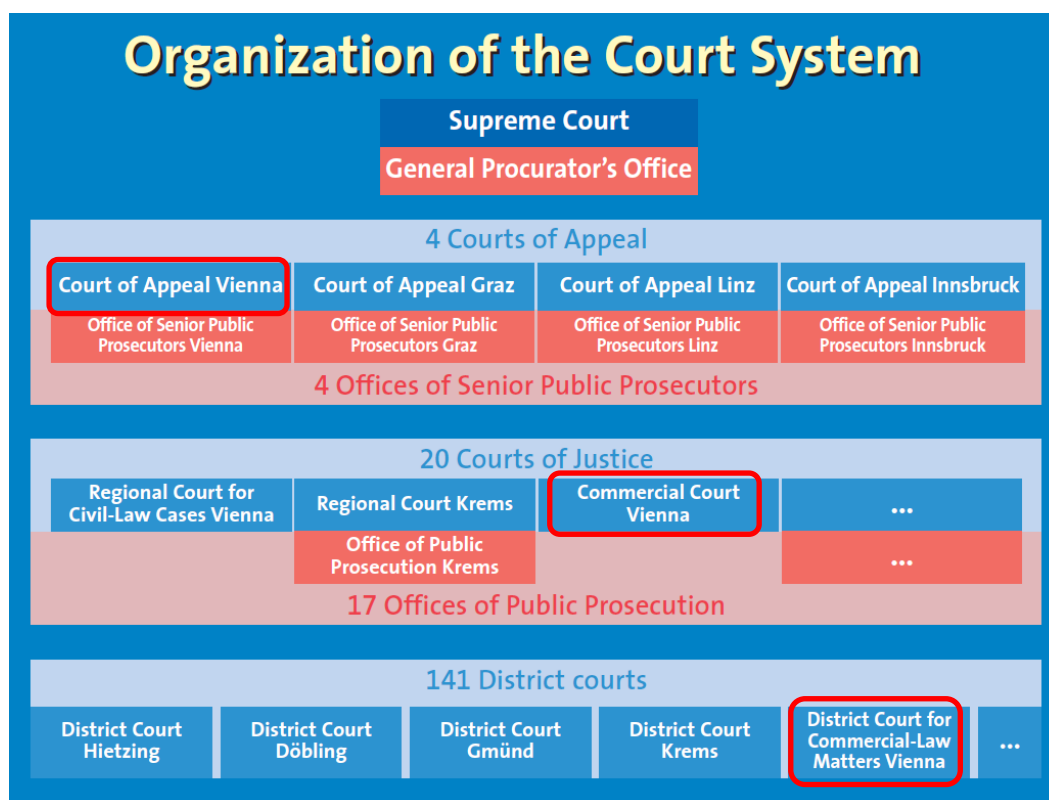 Organization of the Court System
Supreme Court
General Procurator’s Office
4 Courts of Appeal
Court of Appeal Vienna
Court of Appeal Graz
Court of Appeal Linz
Court of Appeal Innsbruck
Office of Senior Public
Prosecutors Vienna
Office of Senior Public
Prosecutors Graz
Office of Senior Public
Prosecutors Linz
Office of Senior Public
Prosecutors Innsbruck
4 Offices of Senior Public Prosecutors
20 Courts of Justice
Regional Court for
Civil-Law Cases Vienna
Regional Court Krems
Commercial Court
Vienna
...
Office of Public
Prosecution Krems
...
17 Offices of Public Prosecution
141 District courts
District Court
Hietzing
District Court
Döbling
District Court
Gmünd
District Court
Krems
District Court for
Commercial-Law
Matters Vienna
...